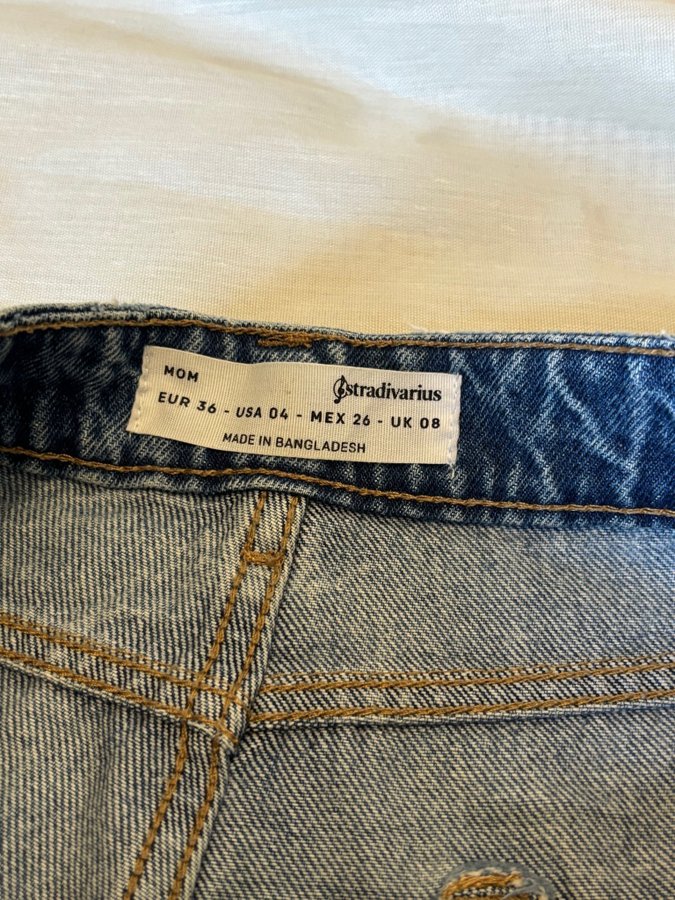 MOM
stradivarius
EUR 36 - USA 04 - MEX 26 - UK 08
MADE IN BANGLADESH